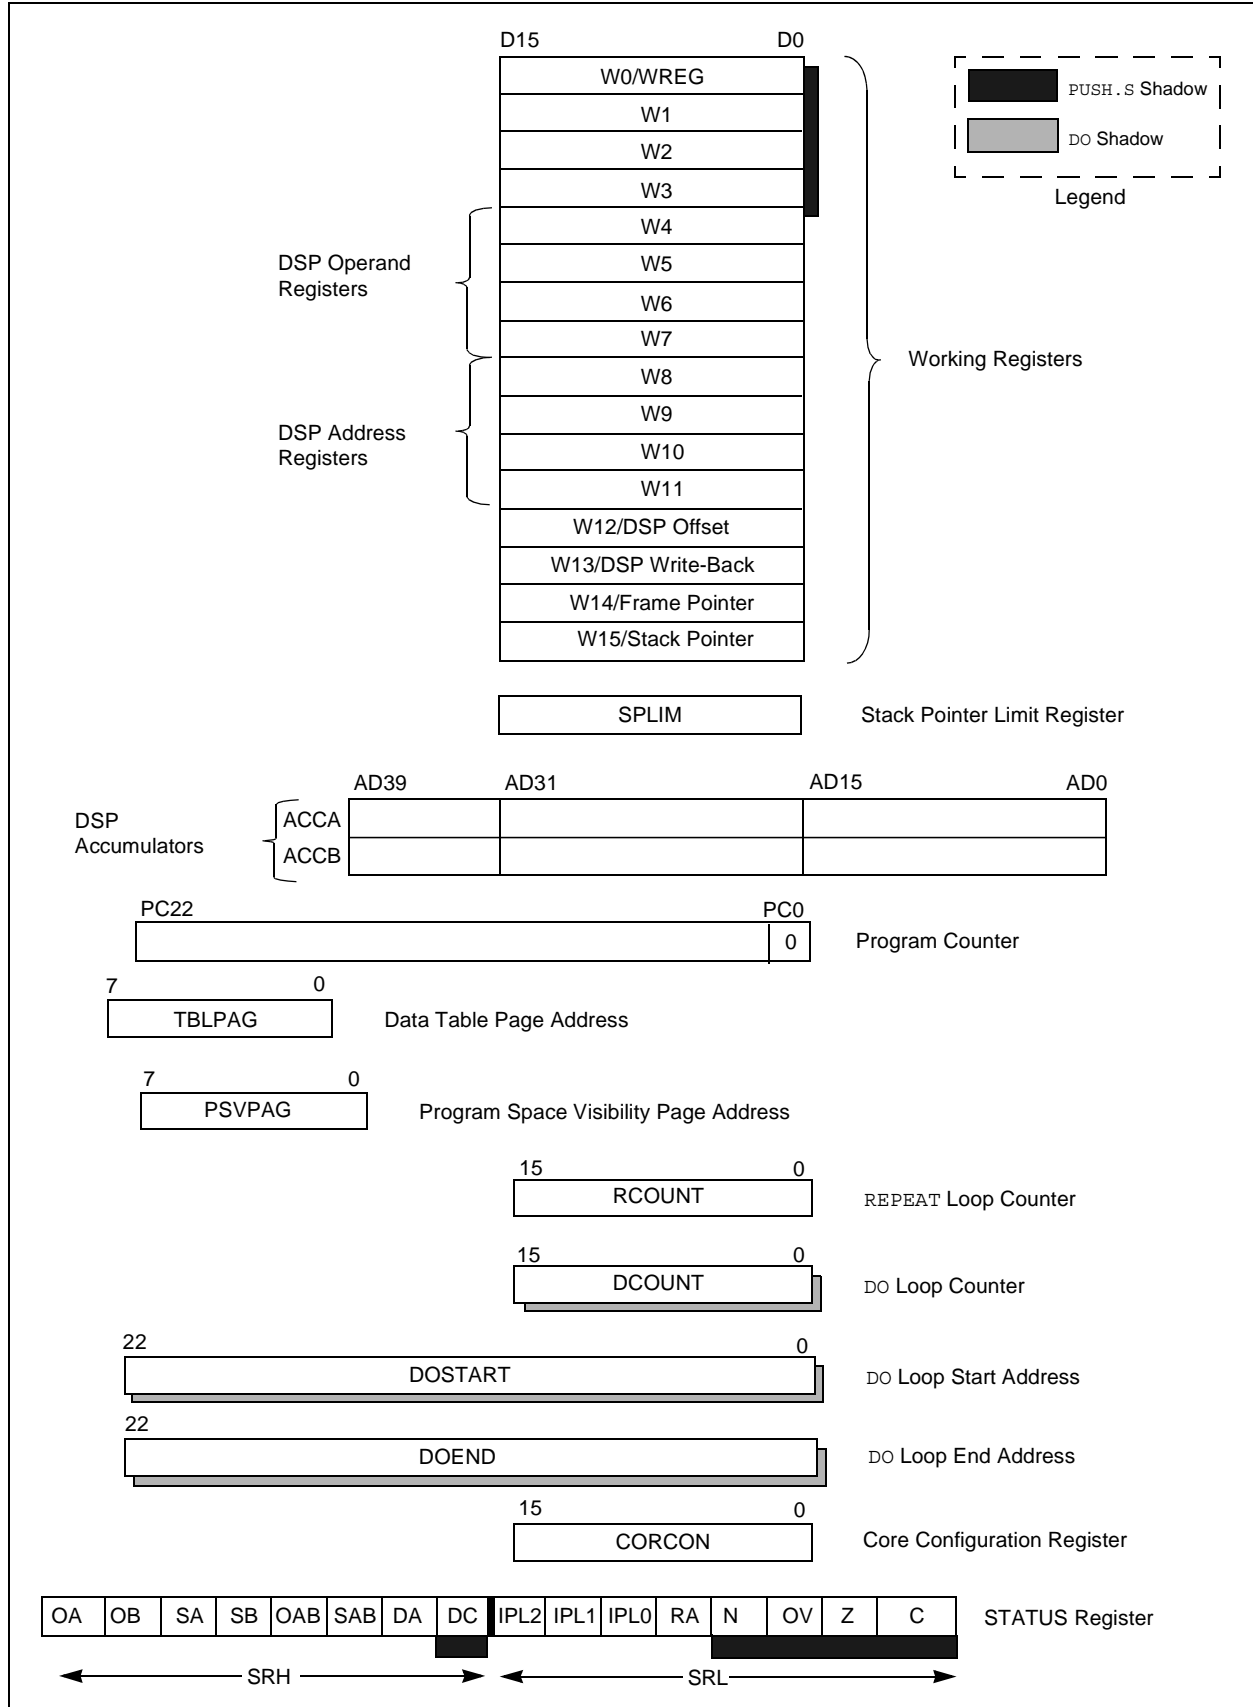 D15 D0
W0/WREG
W1
W2
W3
W4
W5
W6
W7
W8
W9
W10
W11
W12/DSP Offset
W13/DSP Write-Back
W14/Frame Pointer
W15/Stack Pointer
PUSH.S Shadow
DO Shadow
Legend
DSP Operand
Registers
DSP Address
Registers
Working Registers
SPLIM
Stack Pointer Limit Register
AD39 AD31 AD15 AD0
DSP
Accumulators
ACCA
ACCB
PC22 PC0
0
Program Counter
7 0
TBLPAG
Data Table Page Address
7 0
PSVPAG
Program Space Visibility Page Address
15 0
RCOUNT
REPEAT Loop Counter
15 0
DCOUNT
DO Loop Counter
22 0
DOSTART
DO Loop Start Address
22
DOEND
DO Loop End Address
15 0
CORCON
Core Configuration Register
OA OB SA SB OAB SAB DA DC IPL2 IPL1 IPL0 RA N OV Z C
STATUS Register
SRH SRL